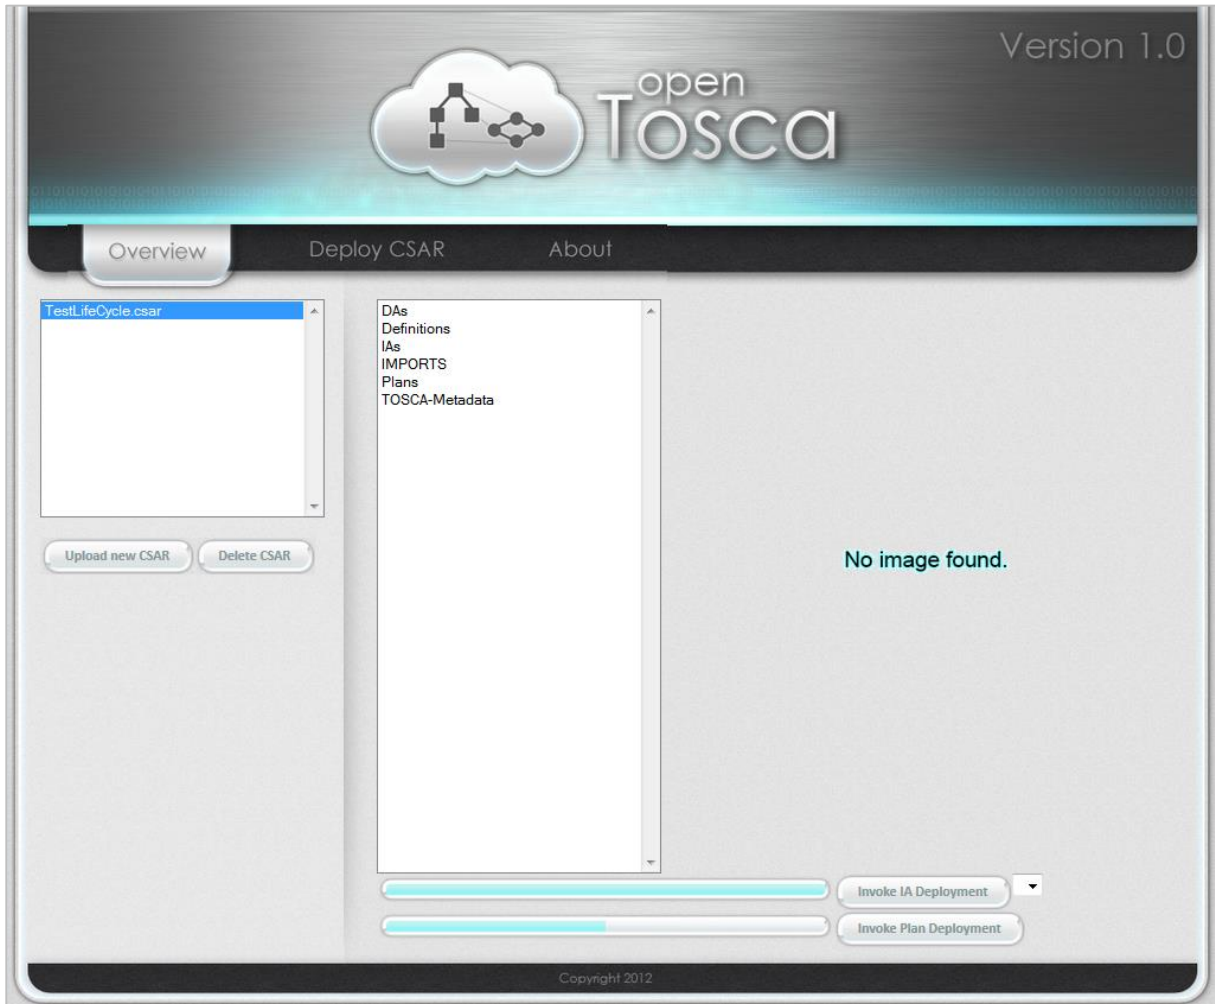 Version 1.0
open
Tosca
Overview
Deploy CSAR
About
TestLifeCycle.csar
DAs
Definitions
IAs
IMPORTS
Plans
TOSCA-Metadata
Upload new CSAR
Delete CSAR
No image found.
Invoke IA Deployment
Invoke Plan Deployment
Copyright 2012